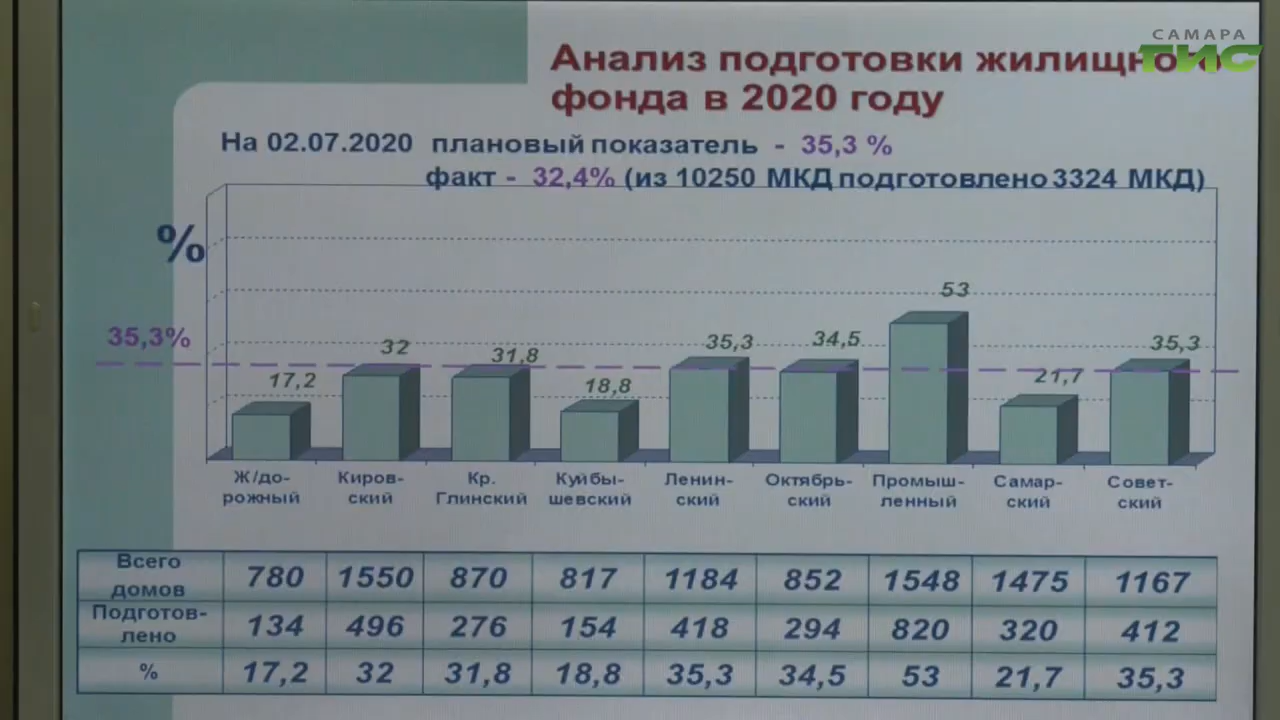 САМАРА
ТИС
Анализ подготовки жилищно
фонда в 2020 году
На 02.07.2020 плановый показатель - 35,3 %
факт - 32,4% (из 10250 МКД подготовлено 3324 МКД)
%
35,3%
17,2 32 31,8 18,8 35,3 34,5 53 21,7 35,3
Ж/до- Киров- Кр. Куйбы- Ленин- Октябрь- Промыш- Самар- Совет-
рожный ский Глинский шевский ский ский ленный ский ский
Всего
домов 780 1550 870 817 1184 852 1548 1475 1167
Подготов-
лено 134 496 276 154 418 294 820 320 412
% 17,2 32 31,8 18,8 35,3 34,5 53 21,7 35,3